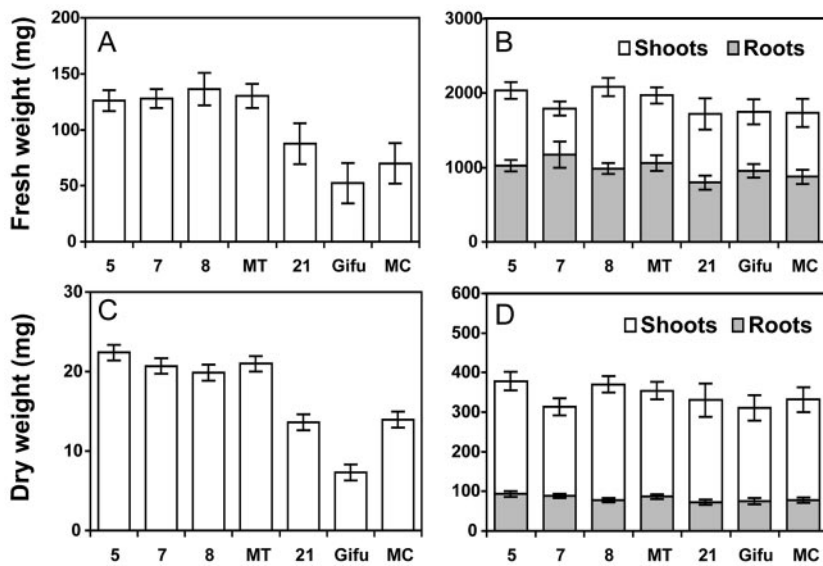 Fresh weight (mg)
A
200
150
100
50
0
5 7 8 MT 21 Gifu MC
B
Shoots Roots
3000
2000
1000
0
5 7 8 MT 21 Gifu MC
Dry weight (mg)
C
30
20
10
0
5 7 8 MT 21 Gifu MC
D
Shoots Roots
600
500
400
300
200
100
0
5 7 8 MT 21 Gifu MC